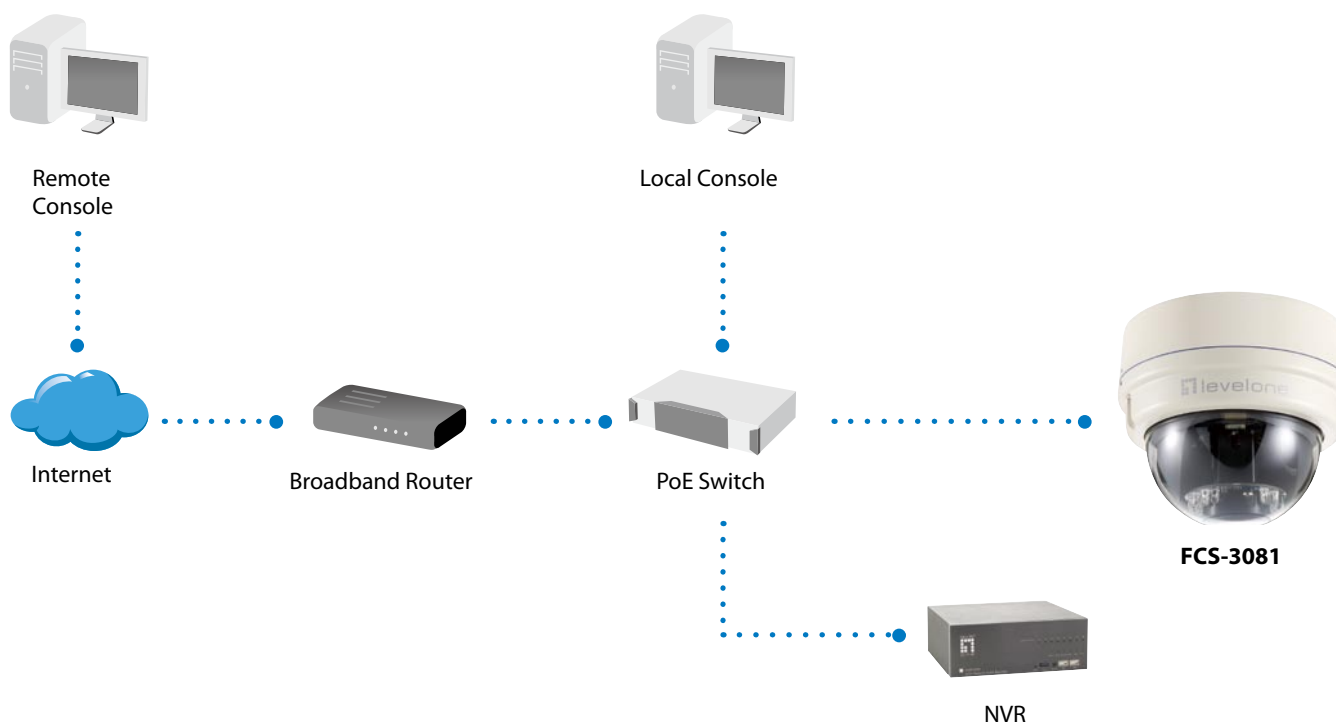 Remote
Console
Local Console
levelone
Internet
Broadband Router
PoE Switch
FCS-3081
NVR